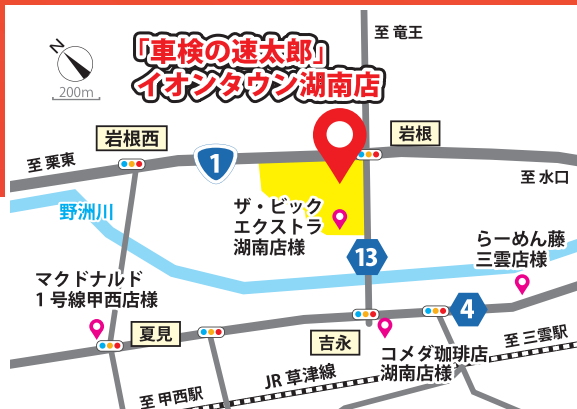 至 竜王
N
200m
「車検の速太郎」
イオンタウン湖南店
岩根西
岩根
至 栗東
1
至 水口
野洲川
ザ・ビック
エクストラ
湖南店様
らーめん藤
三雲店様
13
マクドナルド
1号線甲西店様
4
夏見
吉永
コメダ珈琲店
湖南店様
至 三雲駅
JR 草津線
至 甲西駅